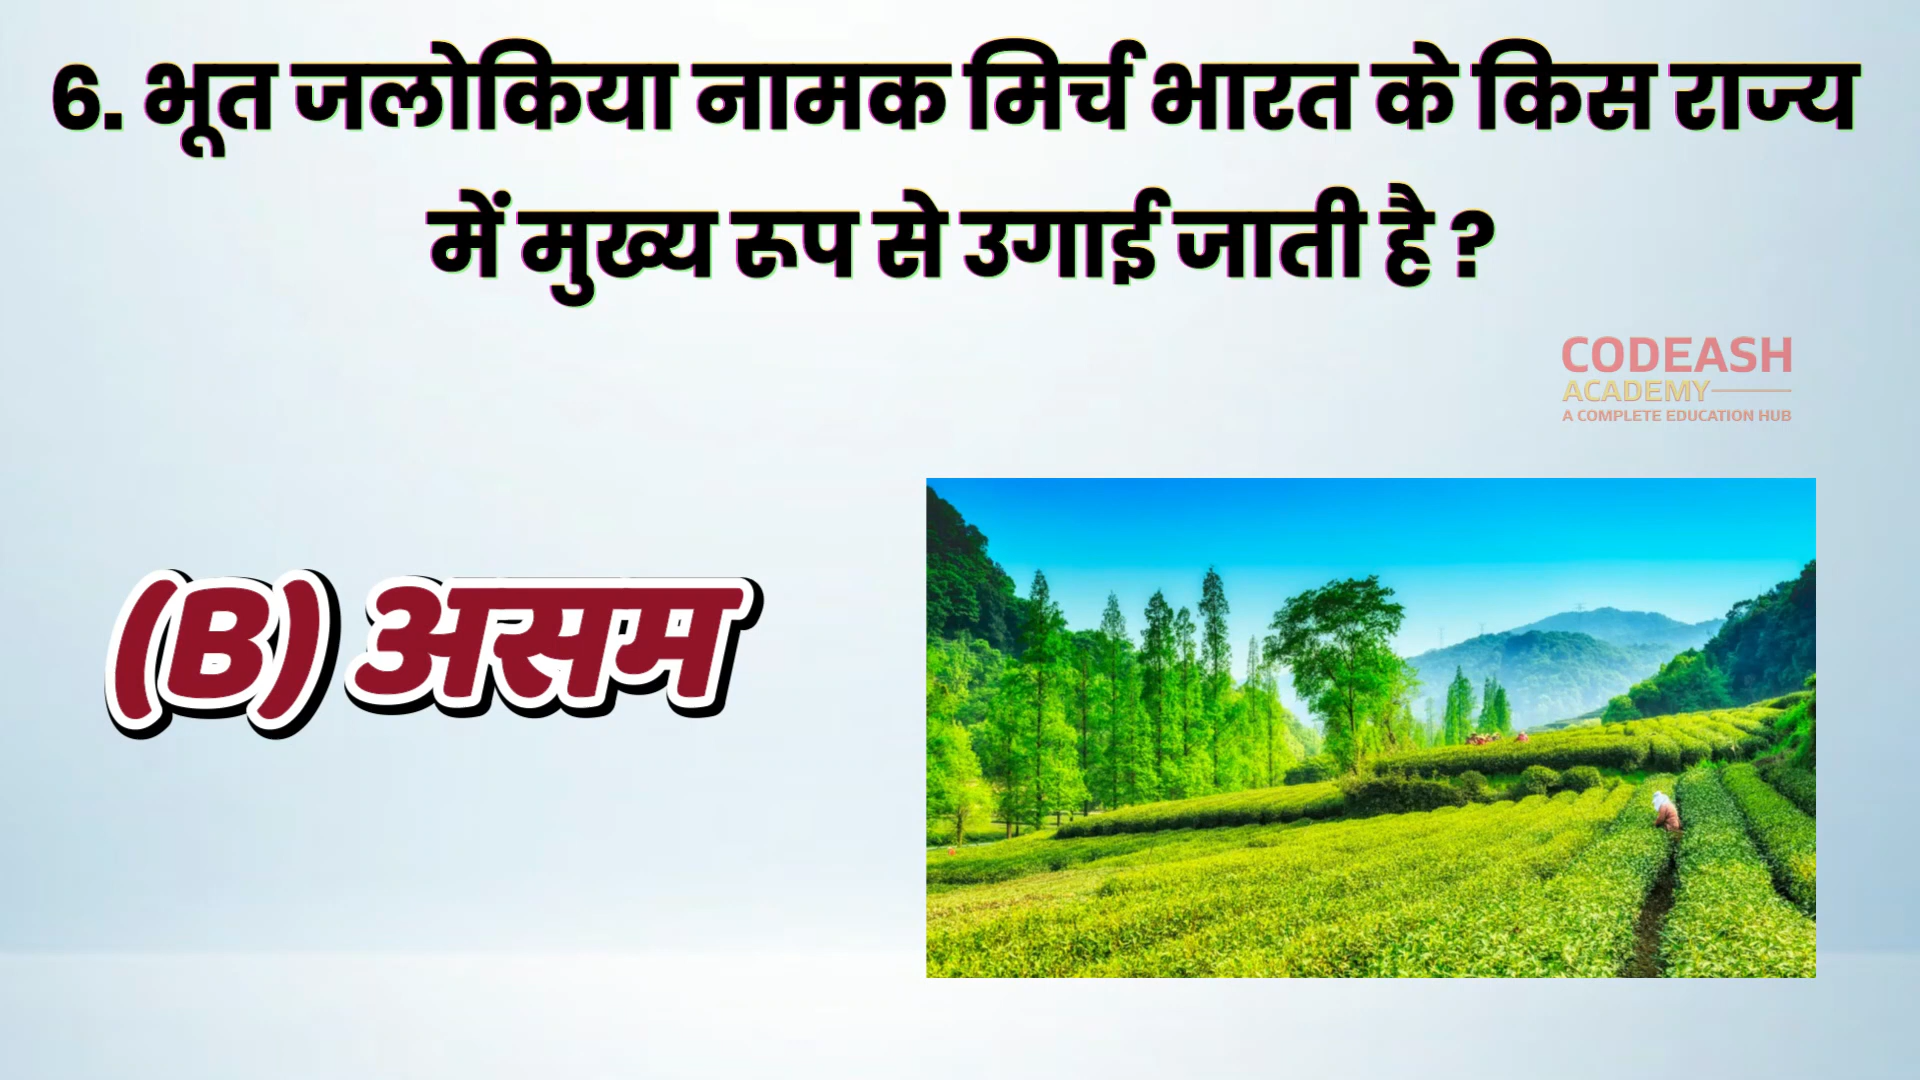 6. भूत जलोकिया नामक मिर्च भारत के किस राज्य
में मुख्य रूप से उगाई जाती है ?
CODEASH
ACADEMY
A COMPLETE EDUCATION HUB
(B) असम